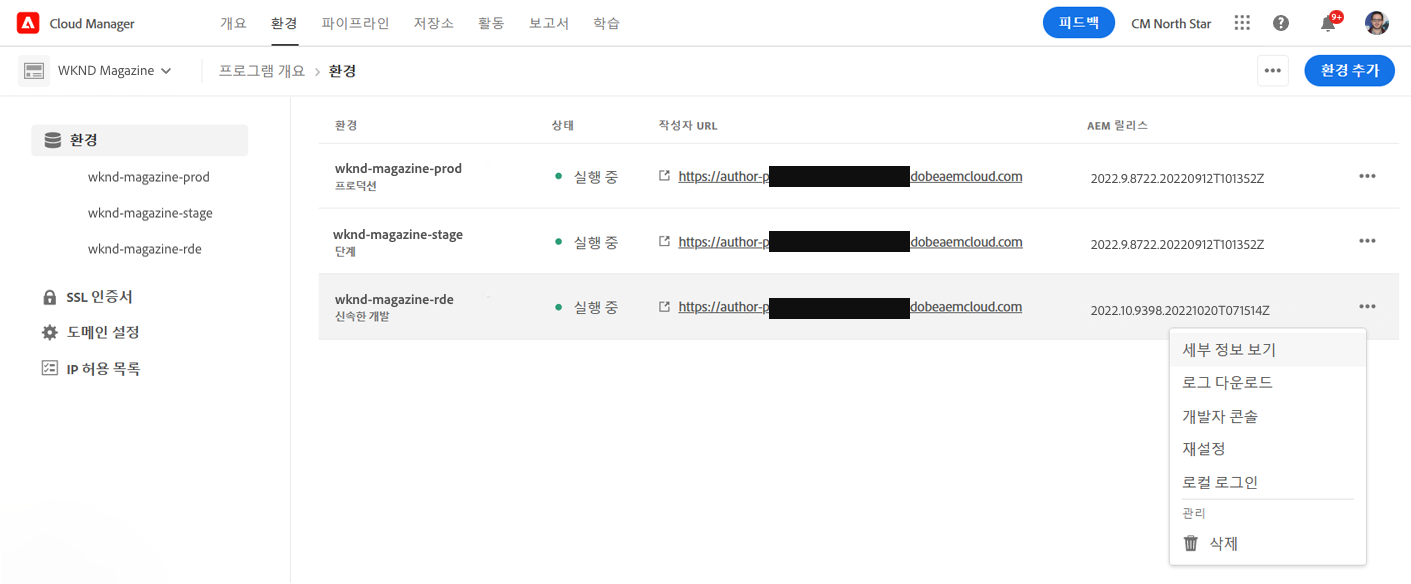 Cloud Manager 개요 환경 파이프라인 저장소 활동 보고서 학습 피드백 CM North Star 9+
WKND Magazine 프로그램 개요 > 환경 환경 추가
환경
wknd-magazine-prod
wknd-magazine-stage
wknd-magazine-rde
SSL 인증서
도메인 설정
IP 허용 목록
환경 상태 작성자 URL AEM 릴리스
wknd-magazine-prod
프로덕션
실행 중 https://author-p dobeaemcloud.com 2022.9.8722.20220912T101352Z
wknd-magazine-stage
단계
실행 중 https://author-p dobeaemcloud.com 2022.9.8722.20220912T101352Z
wknd-magazine-rde
신속한 개발
실행 중 https://author-p dobeaemcloud.com 2022.10.9398.20221020T071514Z
세부 정보 보기
로그 다운로드
개발자 콘솔
재설정
로컬 로그인
관리
삭제